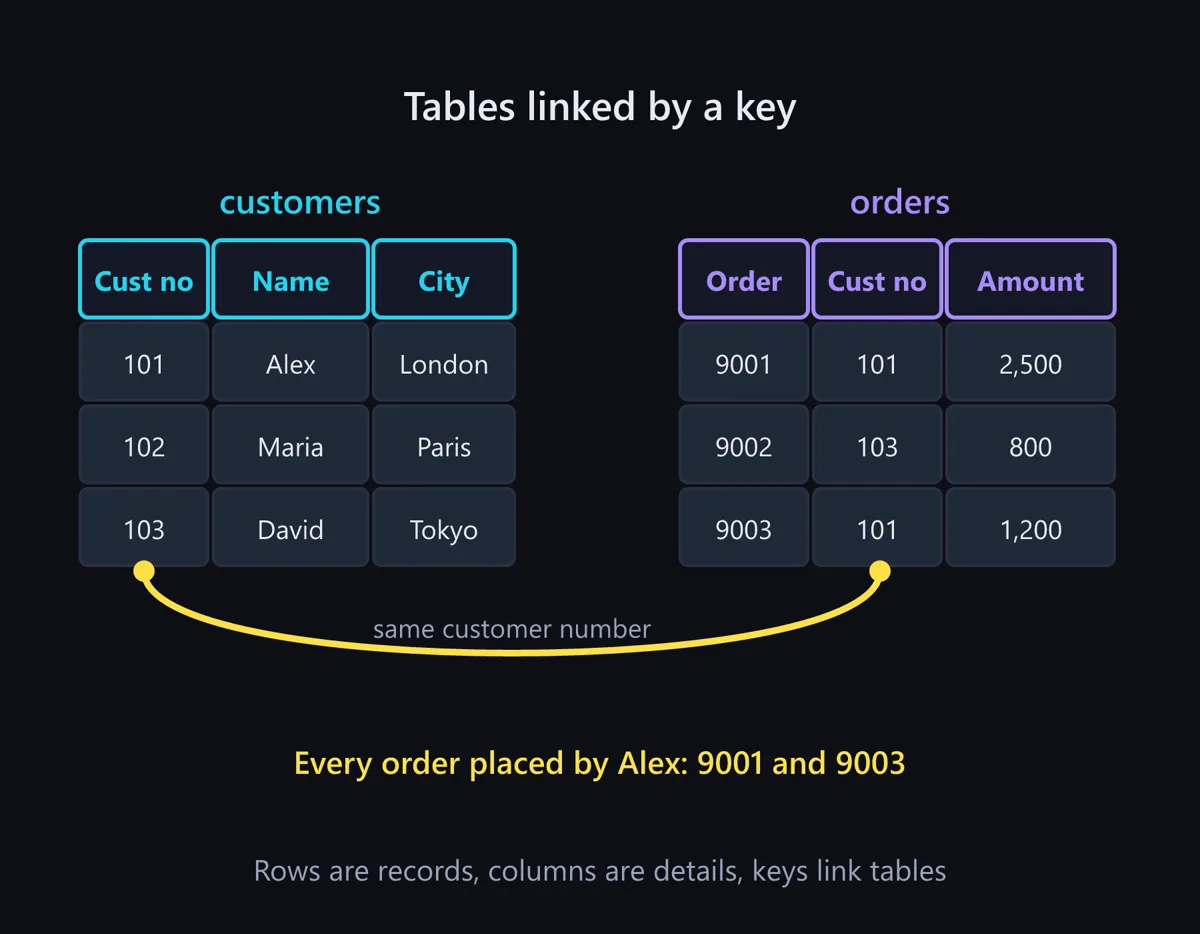 Tables linked by a key
customers
Cust no Name City
101 Alex London
102 Maria Paris
103 David Tokyo
orders
Order Cust no Amount
9001 101 2,500
9002 103 800
9003 101 1,200
same customer number
Every order placed by Alex: 9001 and 9003
Rows are records, columns are details, keys link tables